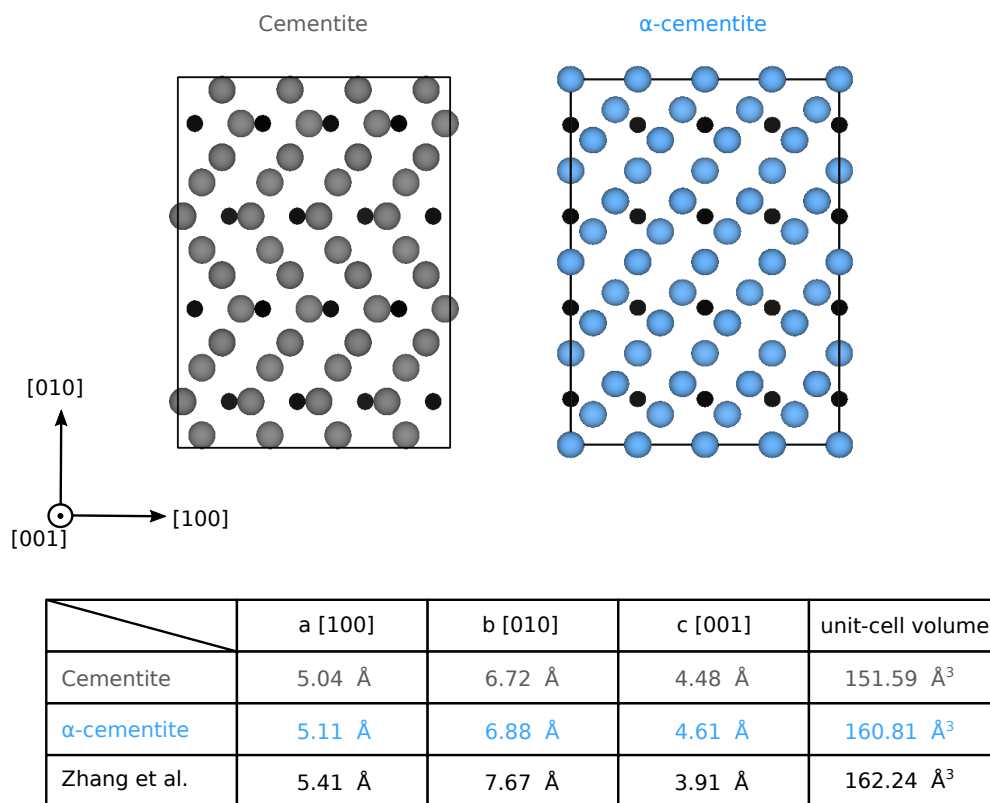 Cementite
α-cementite
[010]
[100]
[001]
a [100] b [010] c [001] unit-cell volume
Cementite 5.04 Å 6.72 Å 4.48 Å 151.59 Å³
α-cementite 5.11 Å 6.88 Å 4.61 Å 160.81 Å³
Zhang et al. 5.41 Å 7.67 Å 3.91 Å 162.24 Å³